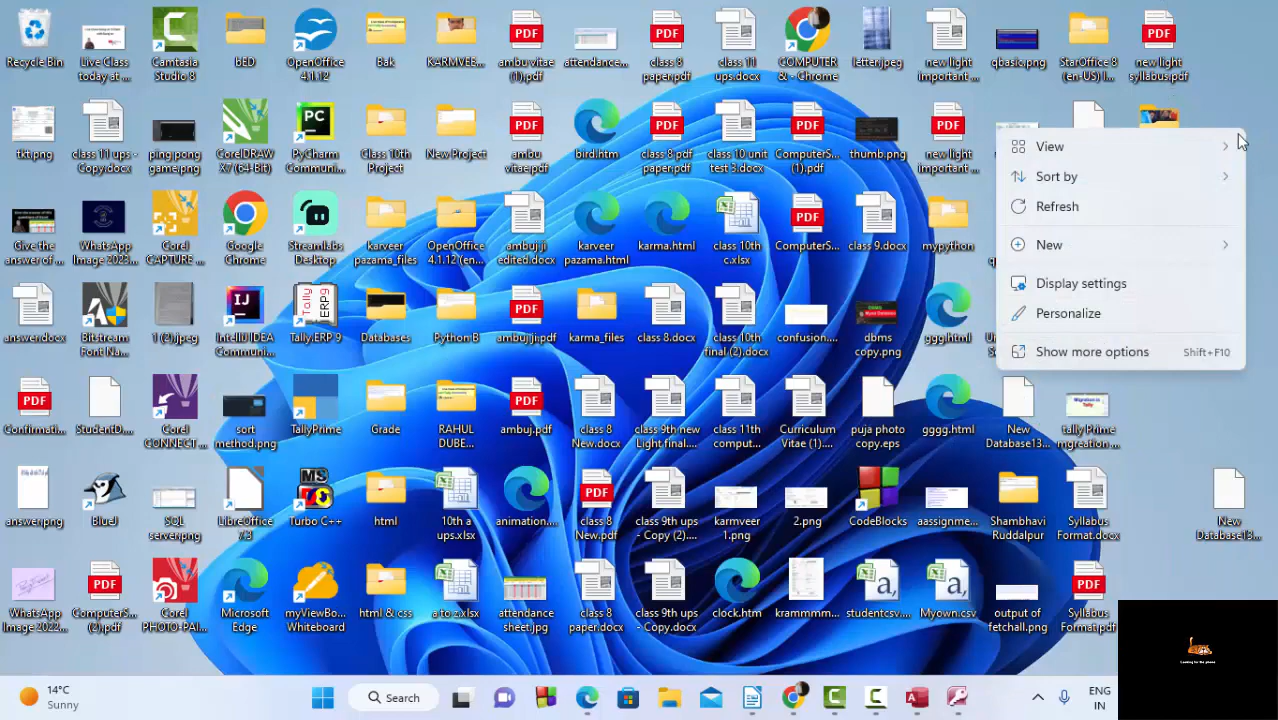 Recycle Bin
Live Class today at ...
Camtasia Studio 8
bED
OpenOffice 4.1.12
Bak
KARMVEE...
ambu vitae (1).pdf
attendance...
class 8 paper.pdf
class 11 ups.docx
COMPUTER & - Chrome
letter.jpeg
new light important ...
qbasic.png
StarOffice 8 (en-US) I...
new light syllabus.pdf
tkt.png
class 11 ups - Copy.docx
ping pong game.png
CorelDRAW X7 (64-Bit)
PyCharm Communi...
Class 10th Project
New Project
ambu vitae.pdf
bird.htm
class 8 pdf paper.pdf
class 10 unit test 3.docx
ComputerS... (1).pdf
thumb.png
new light important ...
Give the answer of ...
WhatsApp Image 2023...
Corel CAPTURE ...
Google Chrome
Streamlabs Desktop
karveer pazama_files
OpenOffice 4.1.12 (en...
ambuj.ji edited.docx
karveer pazama.html
karma.html
class 10th c.xlsx
ComputerS...
class 9.docx
mypython
answer.docx
Bitstream Font Na...
1 (2).jpeg
IntelliJ IDEA Communi...
Tally.ERP 9
Databases
Python B
ambuj.ji.pdf
karma_files
class 8.docx
class 10th final (2).docx
confusion....
dbms copy.png
ggg.html
Confirmati...
StudentD...
Corel CONNECT ...
sort method.png
TallyPrime
Grade
RAHUL DUBE...
ambuj.pdf
class 8 New.docx
class 9th new Light.final....
class 11th comput...
Curriculum Vitae (1)....
puja photo copy.eps
gggg.html
New Database13...
tally Prime mgreation ...
answer.png
BlueJ
SQL server.png
LibreOffice 7.3
Turbo C++
html
10th a ups.xlsx
animation....
class 8 New.pdf
class 9th ups - Copy (2)....
karmveer 1.png
2.png
CodeBlocks
aassignme...
Shambhavi Ruddalpur
Syllabus Format.docx
New Database13...
WhatsApp Image 2022...
ComputerS... (2).pdf
Corel PHOTO-PAI...
Microsoft Edge
myViewBo... Whiteboard
html & css
a to z.xlsx
attendance sheet.jpg
class 8 paper.docx
class 9th ups - Copy.docx
clock.htm
krammmm...
studentcsv....
Myown.csv
output of fetchall.png
Syllabus Format.pdf
View
Sort by
Refresh
New
Display settings
Personalize
Show more options Shift+F10
14°C
Sunny
Search
ENG
IN